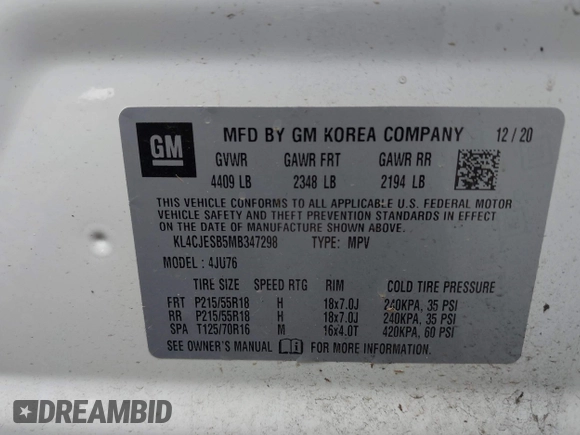 GM
MFD BY GM KOREA COMPANY 12/20
GVWR GAWR FRT GAWR RR
4409 LB 2348 LB 2194 LB
THIS VEHICLE CONFORMS TO ALL APPLICABLE U.S. FEDERAL MOTOR
VEHICLE SAFETY AND THEFT PREVENTION STANDARDS IN EFFECT
ON THE DATE OF MANUFACTURE SHOWN ABOVE.
KL4CJESB5MB347298 TYPE: MPV
MODEL: 4JU76
TIRE SIZE SPEED RTG RIM COLD TIRE PRESSURE
FRT P215/55R18 H 18x7.0J 240KPA, 35 PSI
RR P215/55R18 H 18x7.0J 240KPA, 35 PSI
SPA T125/70R16 M 16x4.0T 420KPA, 60 PSI
SEE OWNER'S MANUAL FOR MORE INFORMATION.
DREAMBID